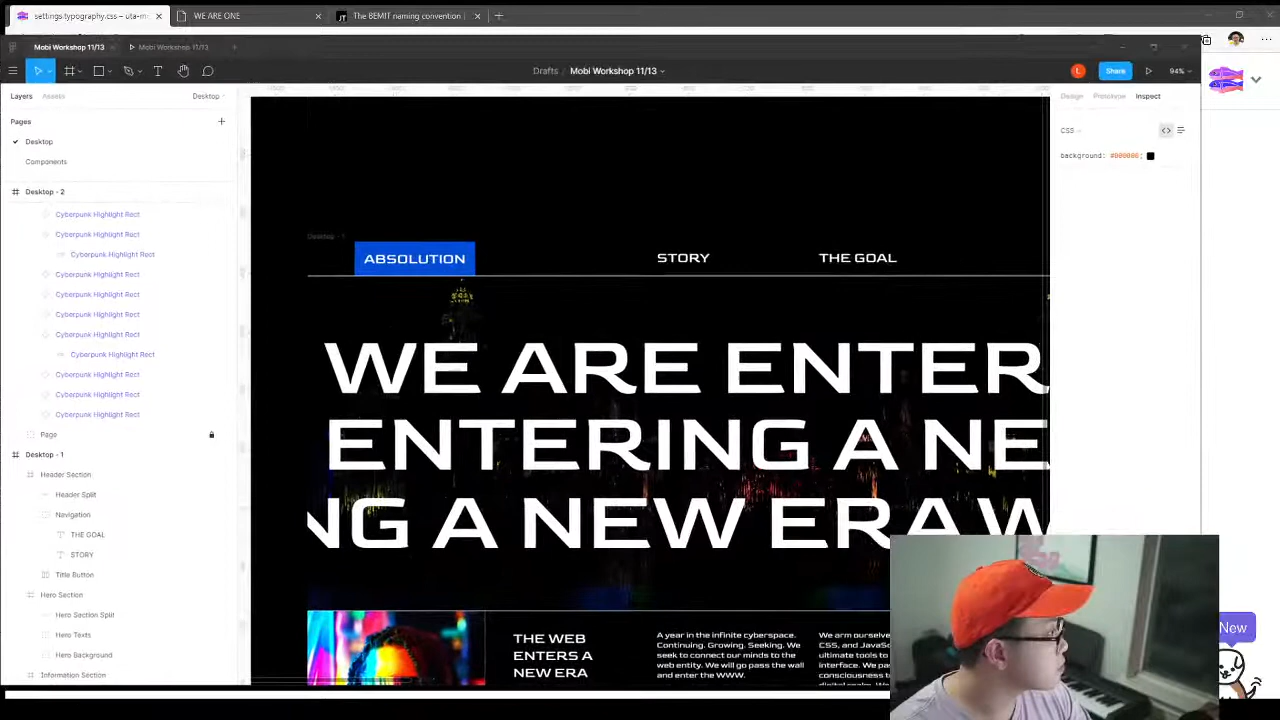 settings.typography.css - uta-m
WE ARE ONE
The BEMIT naming convention
Mobi Workshop 11/13
Mobi Workshop 11/13
Drafts / Mobi Workshop 11/13
L
Share
94%
Layers
Assets
Desktop
Design
Prototype
Inspect
Pages
Desktop
Components
CSS
background: #000000;
Desktop - 2
Cyberpunk Highlight Rect
Cyberpunk Highlight Rect
Cyberpunk Highlight Rect
Cyberpunk Highlight Rect
Cyberpunk Highlight Rect
Cyberpunk Highlight Rect
Cyberpunk Highlight Rect
Cyberpunk Highlight Rect
Cyberpunk Highlight Rect
Cyberpunk Highlight Rect
Cyberpunk Highlight Rect
Page
Desktop - 1
Header Section
Header Split
Navigation
THE GOAL
STORY
Title Button
Hero Section
Hero Section Split
Hero Texts
Hero Background
Information Section
Desktop - 1
ABSOLUTION
STORY
THE GOAL
WE ARE ENTER
ENTERING A NE
NG A NEW ERA W
THE WEB
ENTERS A
NEW ERA
A year in the infinite cyberspace.
Continuing. Growing. Seeking. We
seek to connect our minds to the
web entity. We will go pass the wall
and enter the WWW.
We arm ourselve
CSS, and JavaSc
ultimate tools to
interface. We pa
consciousness t
digital realm. We
New